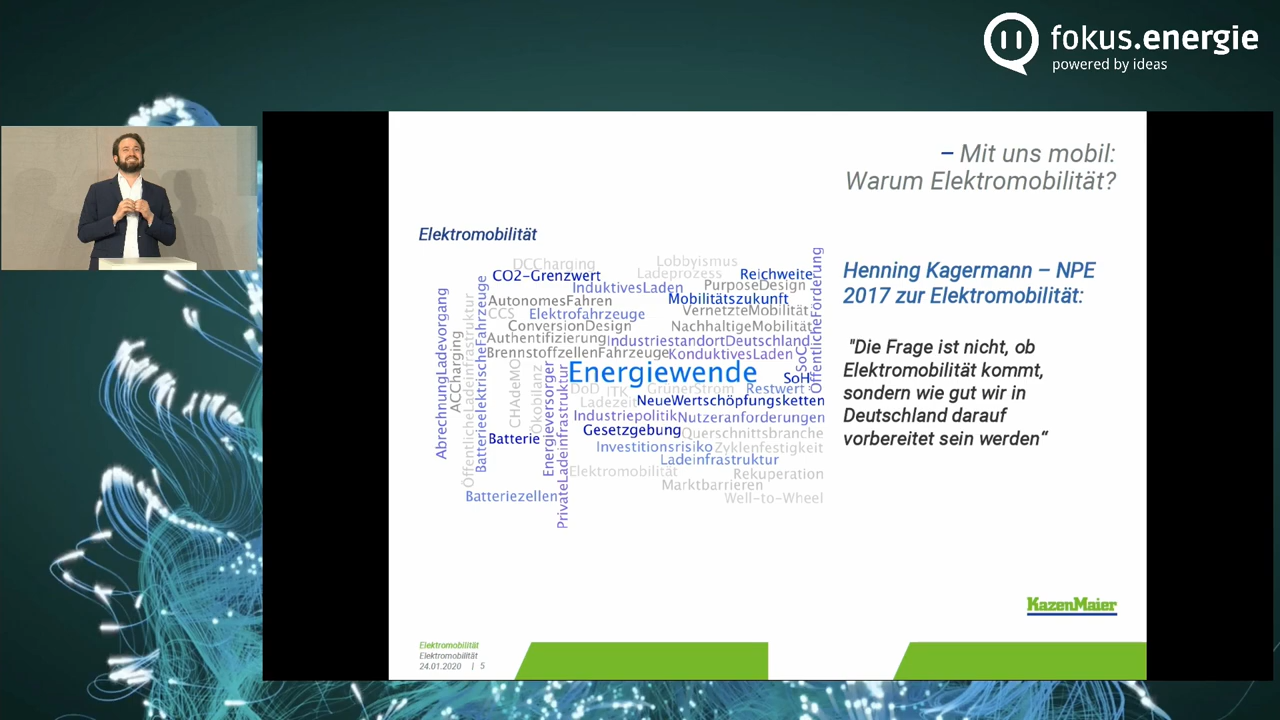 fokus.energie
powered by ideas
– Mit uns mobil:
Warum Elektromobilität?
Elektromobilität
DCCharging
Lobbyismus
CO2-Grenzwert
Ladeprozess
Reichweite
InduktivesLaden
PurposeDesign
AutonomesFahren
Mobilitätszukunft
CCS
Elektrofahrzeuge
VernetzteMobilität
ConversionDesign
NachhaltigeMobilität
Authentifizierung
IndustriestandortDeutschland
BrennstoffzellenFahrzeuge
KonduktivesLaden
Energiewende
SoH
DoD
ITK
GrünerStrom
Restwert
Ladezeit
NeueWertschöpfungsketten
Industriepolitik
Nutzeranforderungen
Gesetzgebung
Querschnittsbranche
Batterie
Investitionsrisiko
Zyklenfestigkeit
Ladeinfrastruktur
Elektromobilität
Rekuperation
Marktbarrieren
Batteriezellen
Well-to-Wheel
AbrechnungLadevorgang
ACCharging
ÖffentlicheLadeinfrastruktur
BatterieelektrischeFahrzeuge
CHAdeMO
Ökobilanz
Energieversorger
PrivateLadeinfrastruktur
SoC
ÖffentlicheFörderung
Henning Kagermann – NPE
2017 zur Elektromobilität:
"Die Frage ist nicht, ob
Elektromobilität kommt,
sondern wie gut wir in
Deutschland darauf
vorbereitet sein werden“
KazenMaier
Elektromobilität
Elektromobilität
24.01.2020 | 5